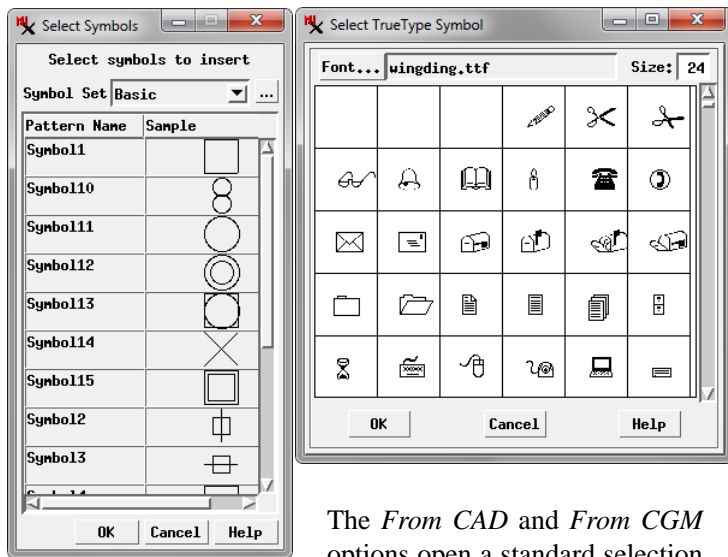 Select Symbols
Select symbols to insert
Symbol Set Basic ...
Pattern Name Sample
Symbol1
Symbol10
Symbol11
Symbol12
Symbol13
Symbol14
Symbol15
Symbol2
Symbol3
OK Cancel Help
Select TrueType Symbol
Font... wingding.ttf Size: 24
OK Cancel Help
The From CAD and From CGM
options open a standard selection